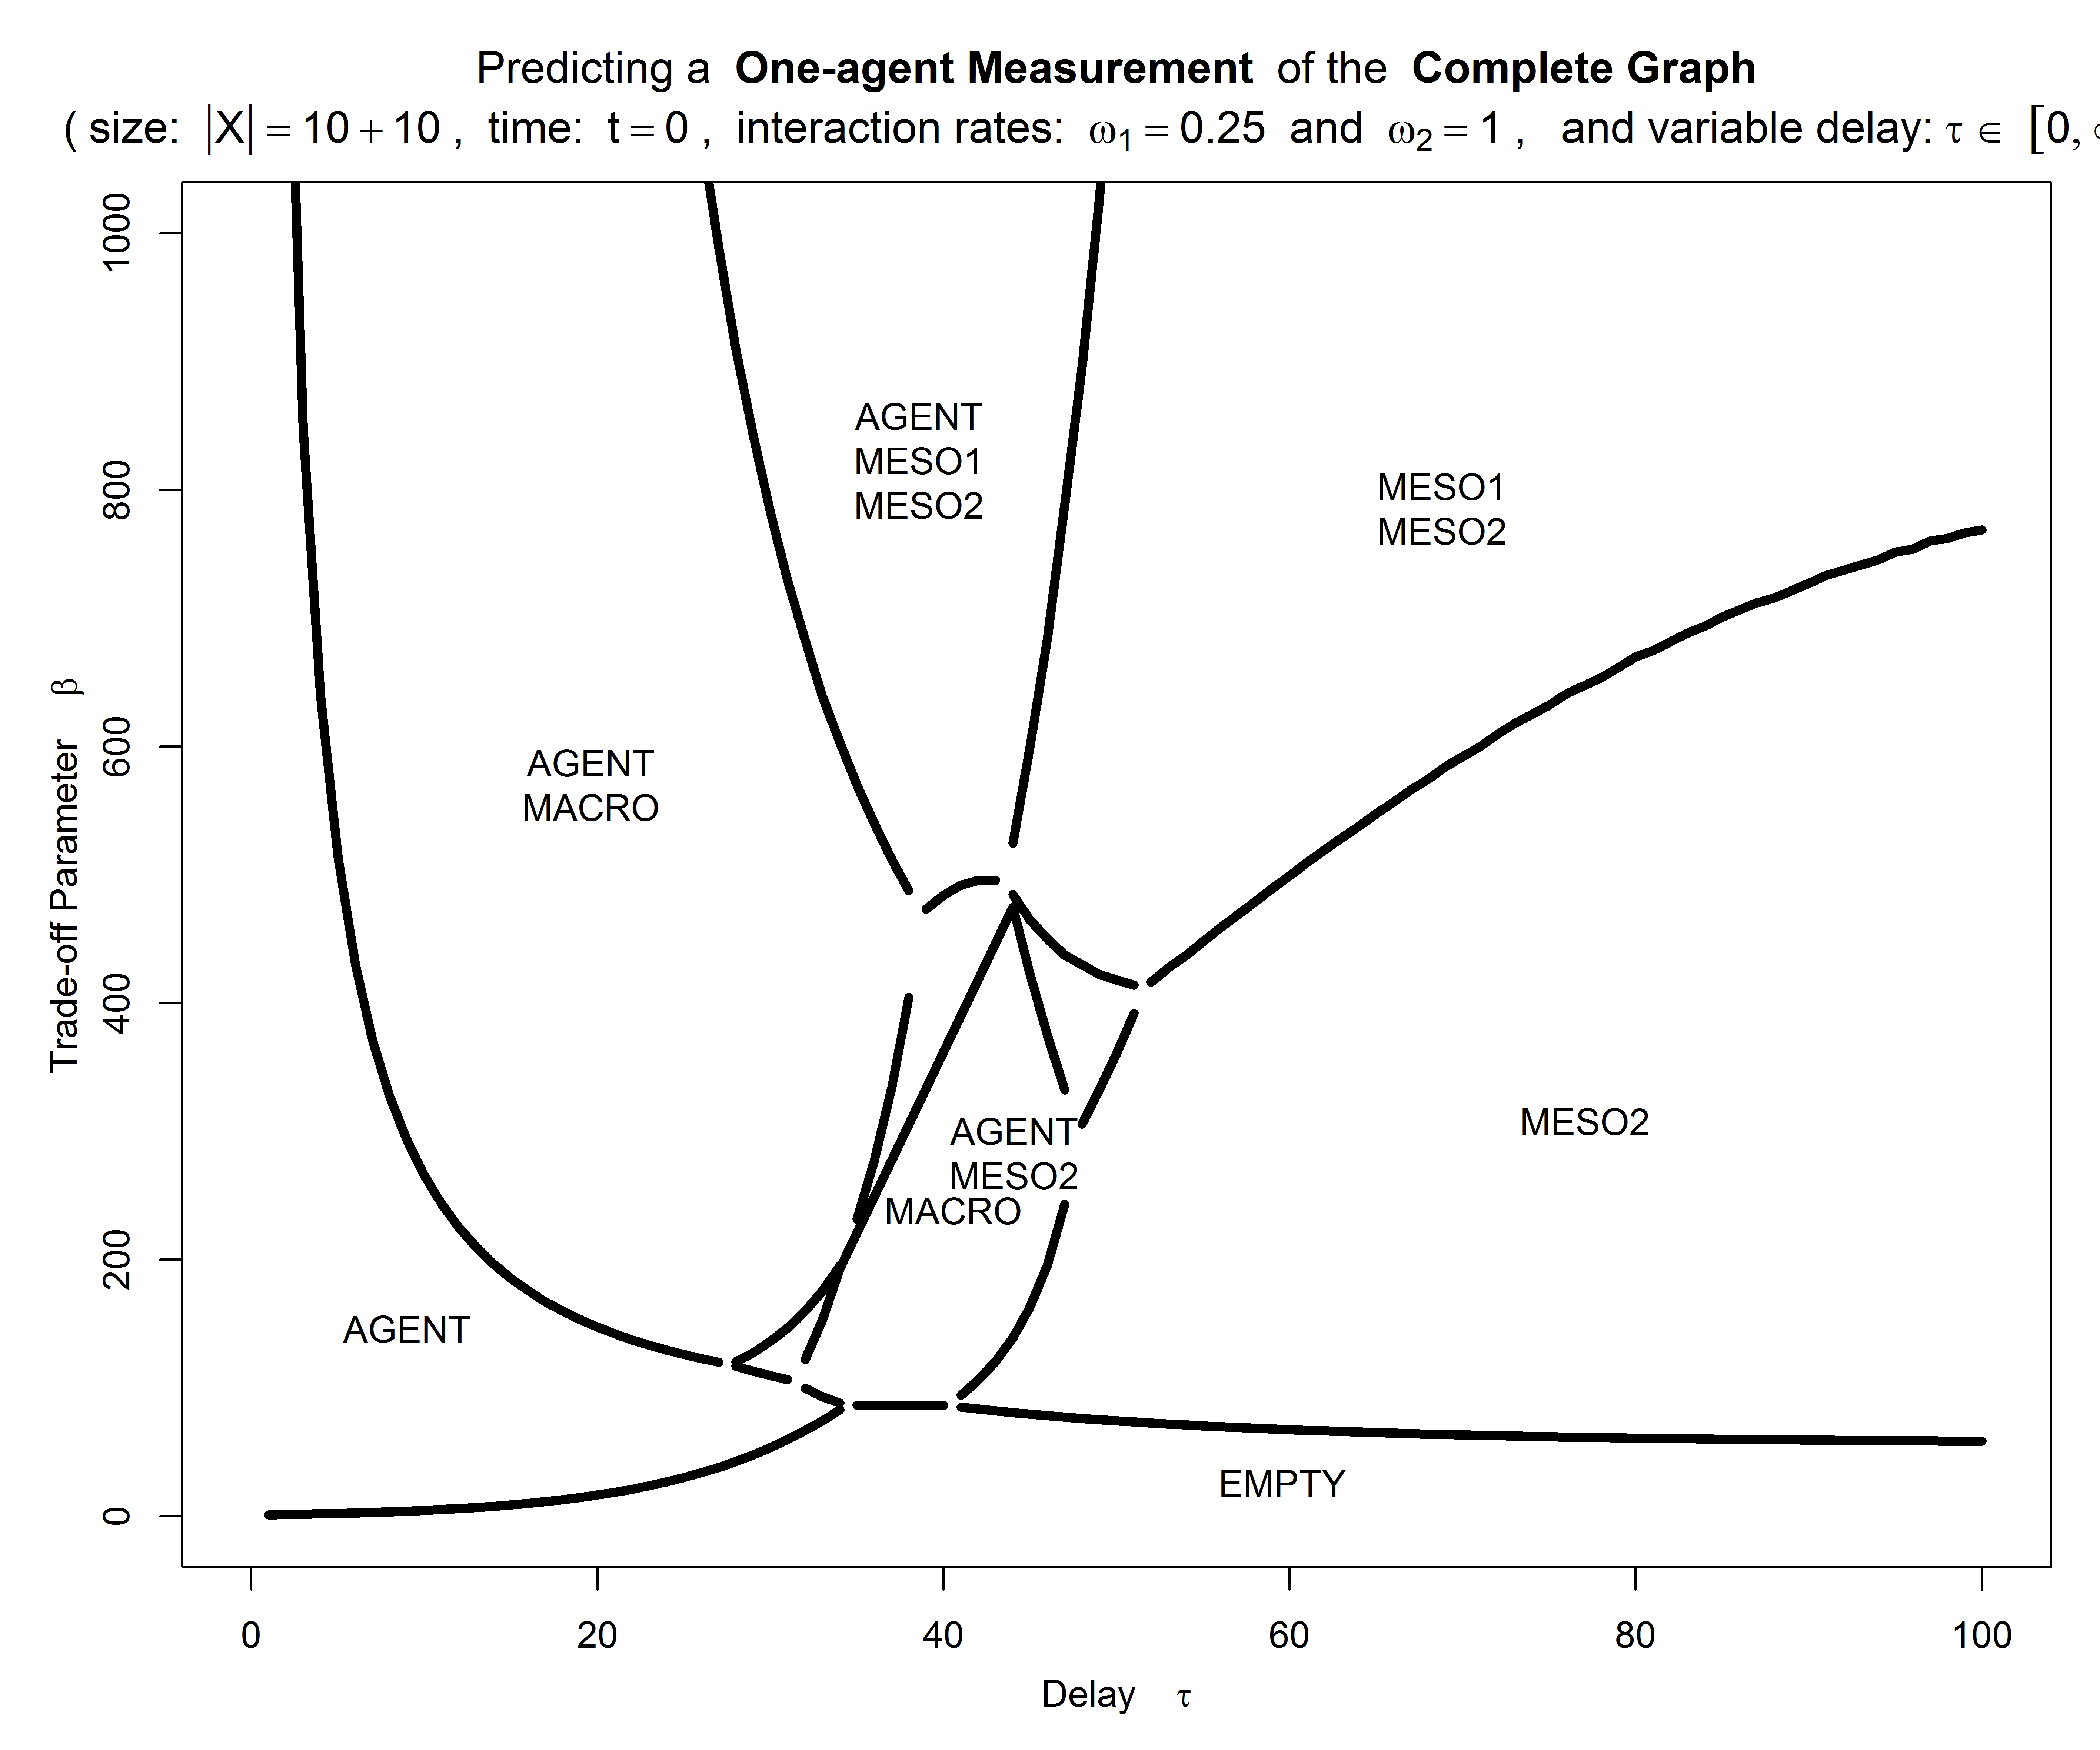 Predicting a One-agent Measurement of the Complete Graph
( size: |X| = 10 + 10 , time: t = 0 , interaction rates: ω1 = 0.25 and ω2 = 1 , and variable delay: τ ∈ [0,
1000
800
600
400
200
0
Trade-off Parameter β
AGENT
MESO1
MESO2
MESO1
MESO2
AGENT
MACRO
AGENT
MESO2
MACRO
MESO2
AGENT
EMPTY
0
20
40
60
80
100
Delay τ